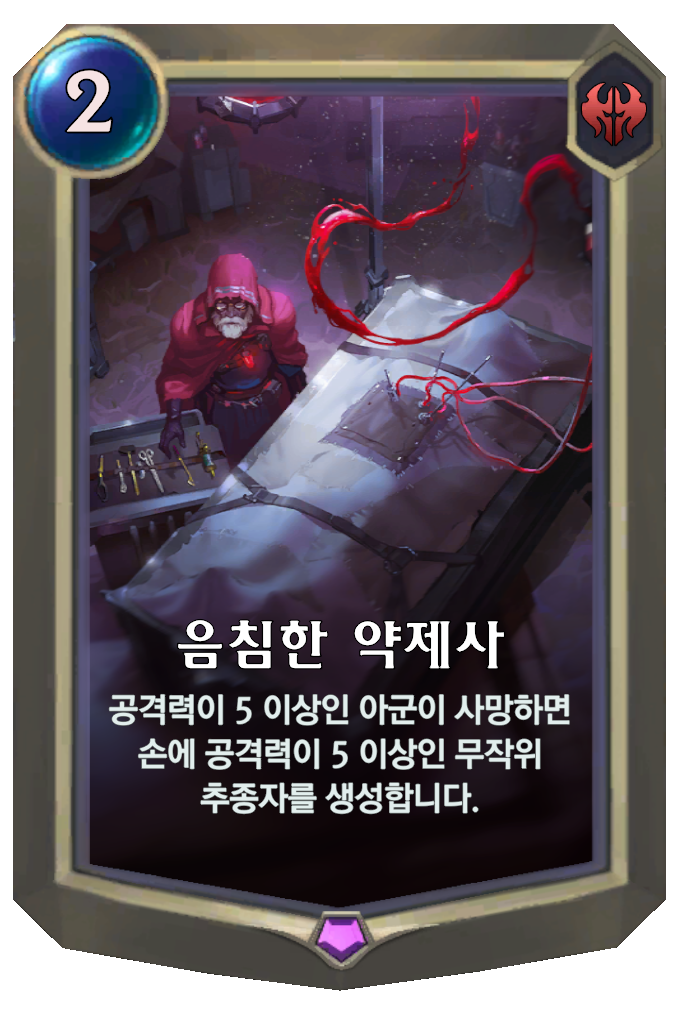 2
음침한 약제사
공격력이 5 이상인 아군이 사망하면
손에 공격력이 5 이상인 무작위
추종자를 생성합니다.